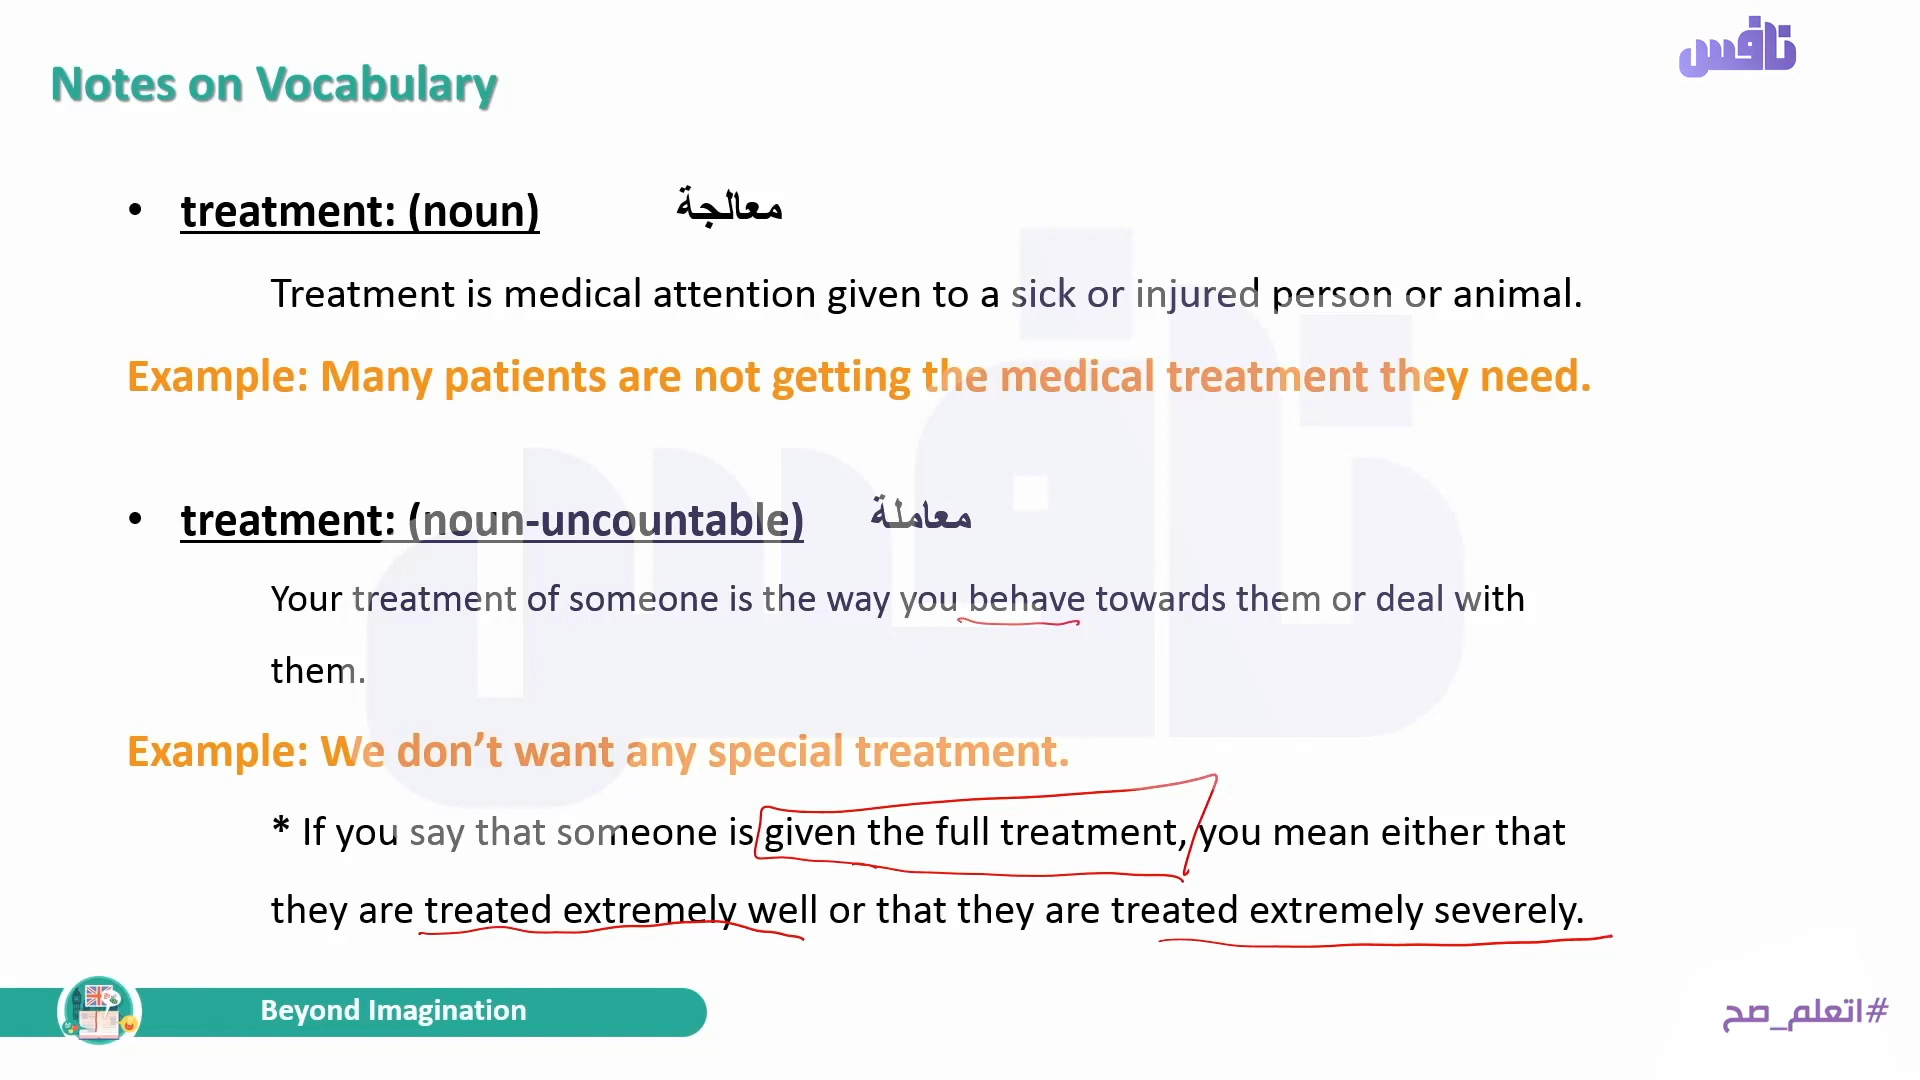 نافس
Notes on Vocabulary
• treatment: (noun) معالجة
Treatment is medical attention given to a sick or injured person or animal.
Example: Many patients are not getting the medical treatment they need.
• treatment: (noun-uncountable) معاملة
Your treatment of someone is the way you behave towards them or deal with
them.
Example: We don’t want any special treatment.
* If you say that someone is given the full treatment, you mean either that
they are treated extremely well or that they are treated extremely severely.
Beyond Imagination
#اتعلم_صح